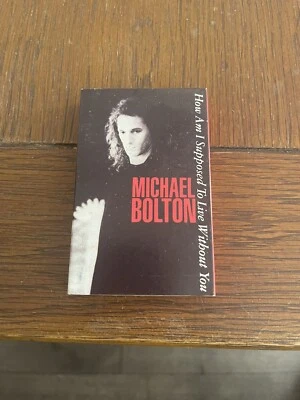 MICHAEL
BOLTON
How Am I Supposed To Live Without You